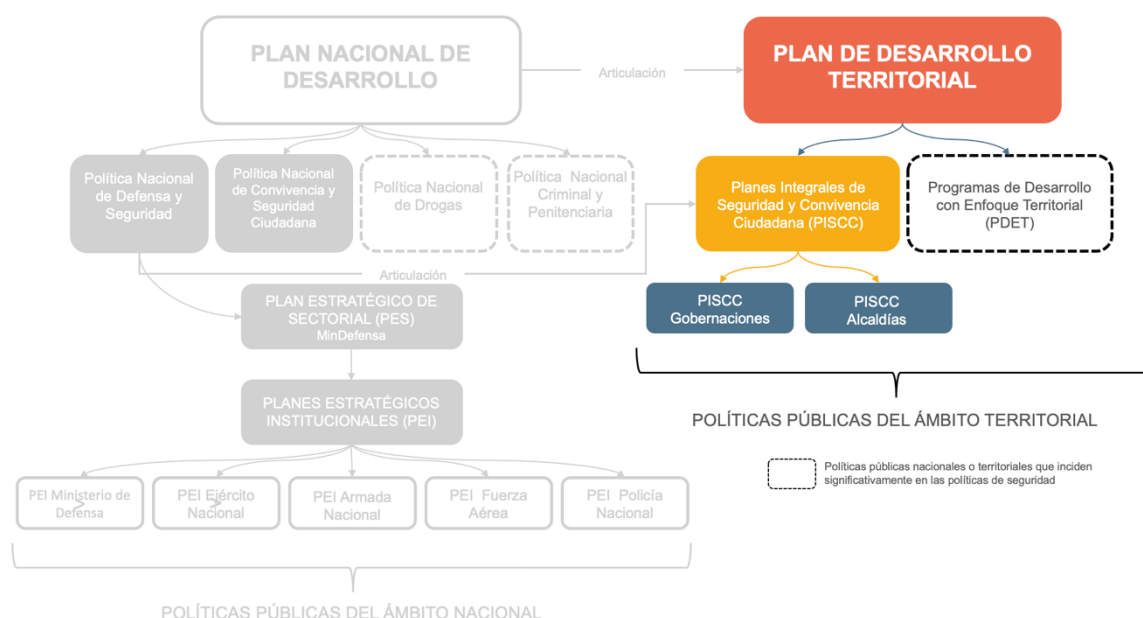 PLAN NACIONAL DE
DESARROLLO
Articulación
PLAN DE DESARROLLO
TERRITORIAL
Política Nacional
de Defensa y
Seguridad
Política Nacional
de Convivencia y
Seguridad
Ciudadana
Política Nacional
de Drogas
Política Nacional
Criminal y
Penitenciaria
Planes Integrales de
Seguridad y Convivencia
Ciudadana (PISCC)
Programas de Desarrollo
con Enfoque Territorial
(PDET)
Articulación
PLAN ESTRATÉGICO DE
SECTORIAL (PES)
MinDefensa
PISCC
Gobernaciones
PISCC
Alcaldías
PLANES ESTRATÉGICOS
INSTITUCIONALES (PEI)
POLÍTICAS PÚBLICAS DEL ÁMBITO TERRITORIAL
Políticas públicas nacionales o territoriales que inciden
significativamente en las políticas de seguridad
PEI Ministerio de
Defensa
PEI Ejército
Nacional
PEI Armada
Nacional
PEI Fuerza
Aérea
PEI Policía
Nacional
POLÍTICAS PÚBLICAS DEL ÁMBITO NACIONAL